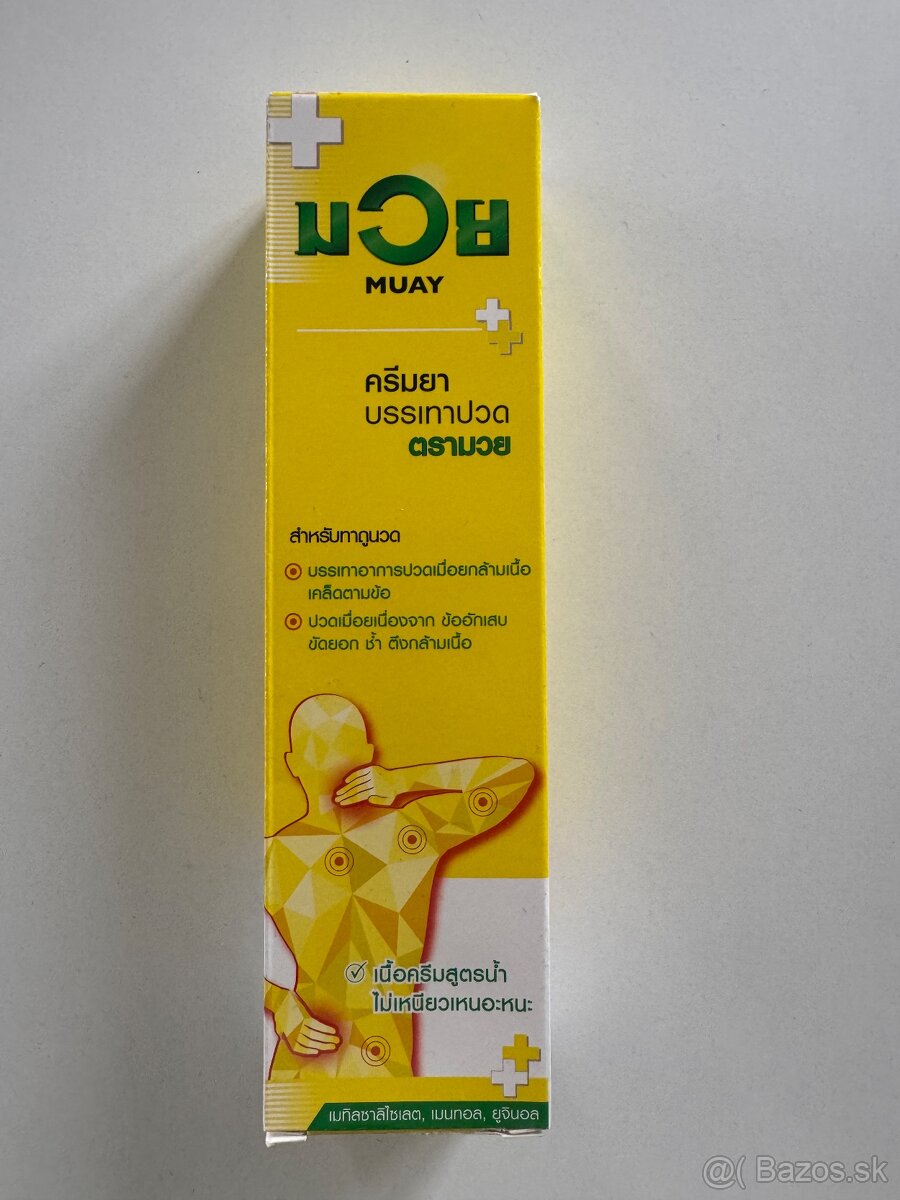 มวย
MUAY
ครีมยา
บรรเทาปวด
ตรามวย
สำหรับทาถูนวด
บรรเทาอาการปวดเมื่อยกล้ามเนื้อ
เคล็ดตามข้อ
ปวดเมื่อยเนื่องจาก ข้ออักเสบ
ขัดยอก ช้ำ ตึงกล้ามเนื้อ
เนื้อครีมสูตรน้ำ
ไม่เหนียวเหนอะหนะ
เมทิลซาลิไซเลต, เมนทอล, ยูจินอล
@( Bazos.sk